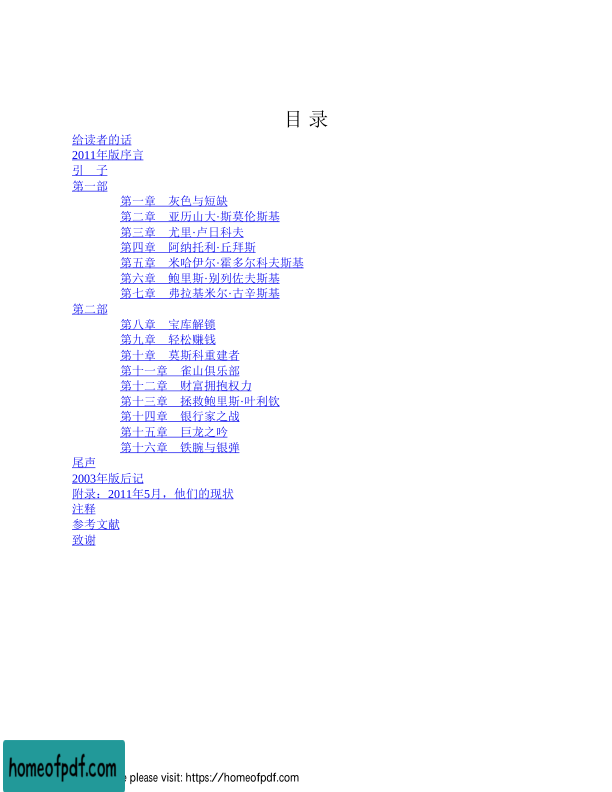 目 录
给读者的话
2011年版序言
引　子
第一部
第一章　灰色与短缺
第二章　亚历山大·斯莫伦斯基
第三章　尤里·卢日科夫
第四章　阿纳托利·丘拜斯
第五章　米哈伊尔·霍多尔科夫斯基
第六章　鲍里斯·别列佐夫斯基
第七章　弗拉基米尔·古辛斯基
第二部
第八章　宝库解锁
第九章　轻松赚钱
第十章　莫斯科重建者
第十一章　雀山俱乐部
第十二章　财富拥抱权力
第十三章　拯救鲍里斯·叶利钦
第十四章　银行家之战
第十五章　巨龙之吟
第十六章　铁腕与银弹
尾声
2003年版后记
附录：2011年5月，他们的现状
注释
参考文献
致谢
homeofpdf.com
e please visit: https://homeofpdf.com